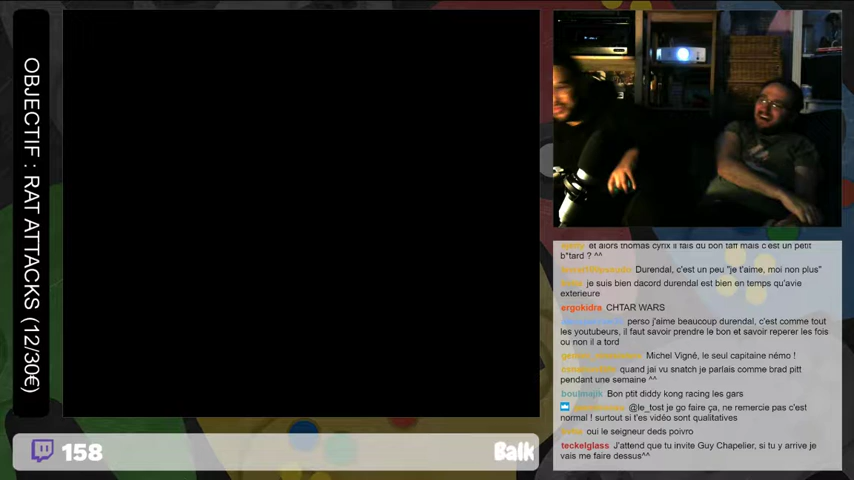 OBJECTIF : RAT ATTACKS (12/30€)
et alors thomas cyrix il fais du bon taff mais c'est un petit
b*tard ? ^^
Durendal, c'est un peu "je t'aime, moi non plus"
je suis bien dacord durendal est bien en temps qu'avie
exterieure
ergokidra CHTAR WARS
perso j'aime beaucoup durendal, c'est comme tout
les youtubeurs, il faut savoir prendre le bon et savoir reperer les fois
ou non il a tord
Michel Vigné, le seul capitaine némo !
quand jai vu snatch je parlais comme brad pitt
pendant une semaine ^^
boulmajik Bon ptit diddy kong racing les gars
@le_tost je go faire ça, ne remercie pas c'est
normal ! surtout si t'es vidéo sont qualitatives
oui le seigneur deds poivro
teckelglass J'attend que tu invite Guy Chapelier, si tu y arrive je
vais me faire dessus^^
158
Balk